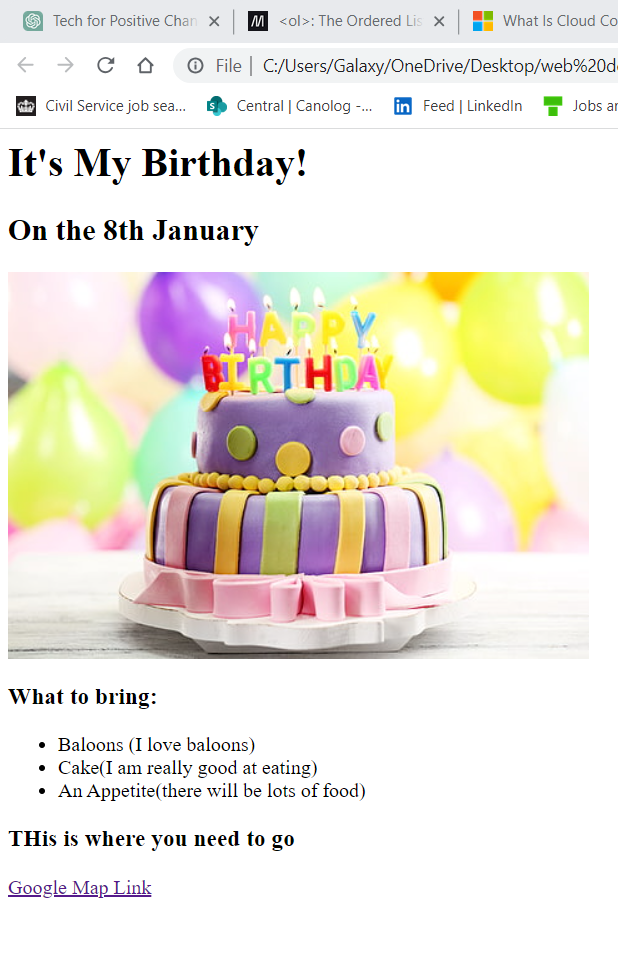 Tech for Positive Chan
<ol>: The Ordered Lis
What Is Cloud Co
File | C:/Users/Galaxy/OneDrive/Desktop/web%20d
Civil Service job sea...
Central | Canolog -...
Feed | LinkedIn
Jobs ar
It's My Birthday!
On the 8th January
HAPPY
BIRTHDAY
What to bring:
Baloons (I love baloons)
Cake(I am really good at eating)
An Appetite(there will be lots of food)
THis is where you need to go
Google Map Link